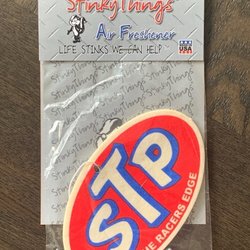 StinkyThings
Air Freshener
LIFE STINKS WE CAN HELP
USA
STP
THE RACERS EDGE